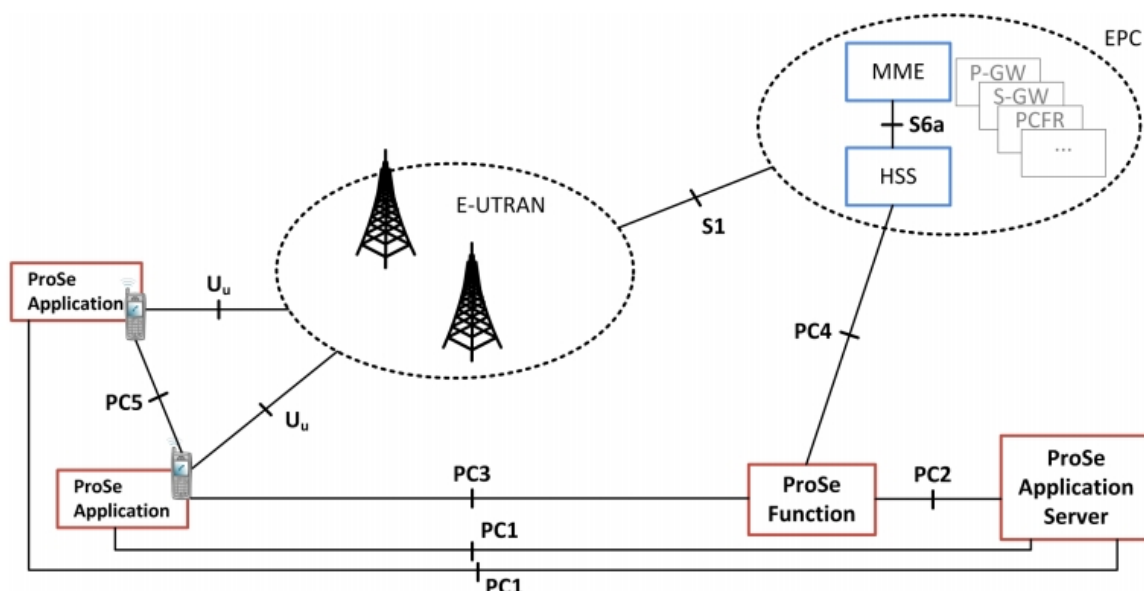 EPC
MME
P-GW
S-GW
PCFR
...
S6a
HSS
E-UTRAN
S1
ProSe
Application
Uu
PC4
PC5
Uu
ProSe
Application
PC3
ProSe
Function
PC2
ProSe
Application
Server
PC1
PC1